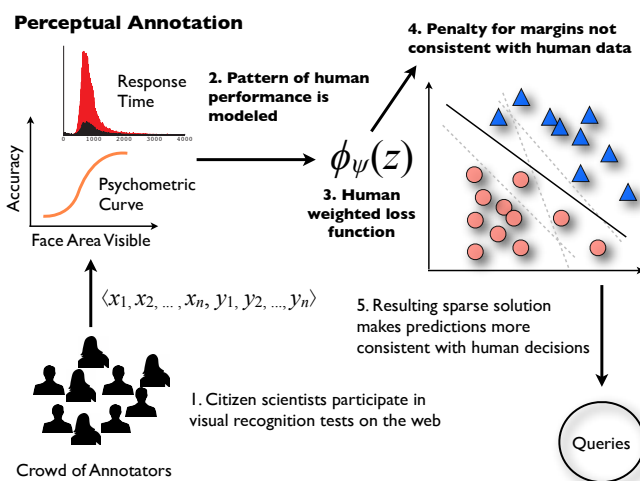 Perceptual Annotation
Response
Time
0 1000 2000 3000 4000
Accuracy
Psychometric
Curve
Face Area Visible
2. Pattern of human
performance is
modeled
ϕψ(z)
3. Human
weighted loss
function
4. Penalty for margins not
consistent with human data
⟨x1, x2, ... , xn, y1, y2, ..., yn⟩
5. Resulting sparse solution
makes predictions more
consistent with human decisions
1. Citizen scientists participate in
visual recognition tests on the web
Crowd of Annotators
Queries